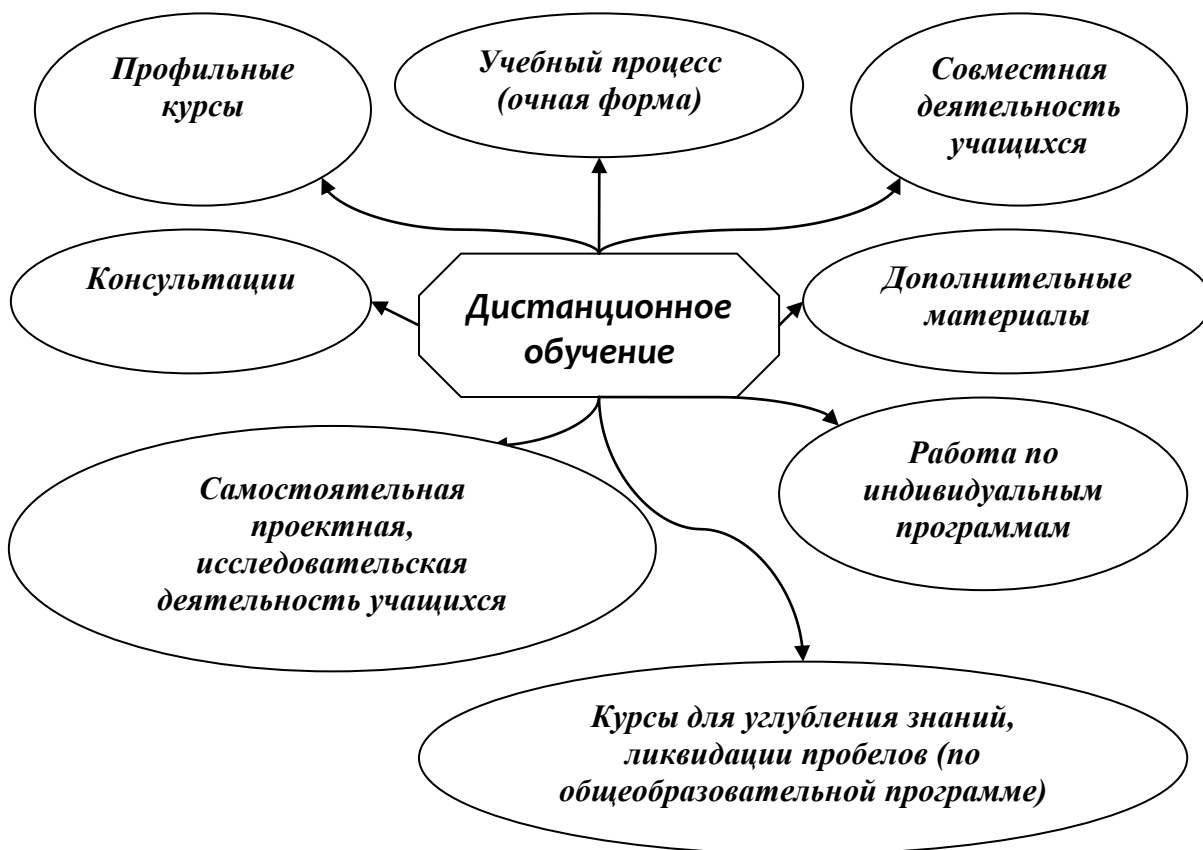 Профильные
курсы
Учебный процесс
(очная форма)
Совместная
деятельность
учащихся
Консультации
Дистанционное
обучение
Дополнительные
материалы
Самостоятельная
проектная,
исследовательская
деятельность учащихся
Работа по
индивидуальным
программам
Курсы для углубления знаний,
ликвидации пробелов (по
общеобразовательной программе)